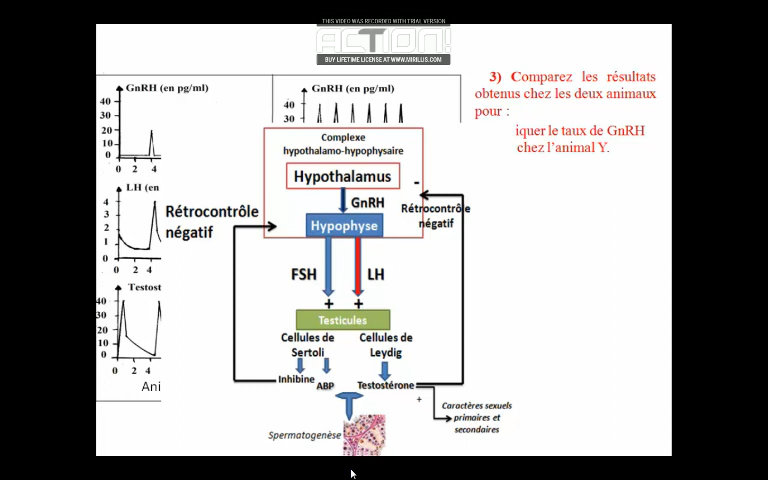 THIS VIDEO WAS RECORDED WITH TRIAL VERSION
ACTION!
BUY LIFETIME LICENSE AT WWW.MIRILLIS.COM
GnRH (en pg/ml)
40
30
20
10
0
0 2 4
LH (en
4
3
2
1
0
0 2 4
Testost
40
30
20
10
0
0 2 4
Ani
GnRH (en pg/ml)
40
30
Complexe
hypothalamo-hypophysaire
Hypothalamus
-
GnRH
Rétrocontrôle
négatif
Hypophyse
Rétrocontrôle
négatif
FSH
LH
+ +
Testicules
Cellules de
Sertoli
Cellules de
Leydig
Inhibine
ABP
Testostérone
+
Caractères sexuels
primaires et
secondaires
Spermatogenèse
3) Comparez les résultats
obtenus chez les deux animaux
pour :
iquer le taux de GnRH
chez l'animal Y.